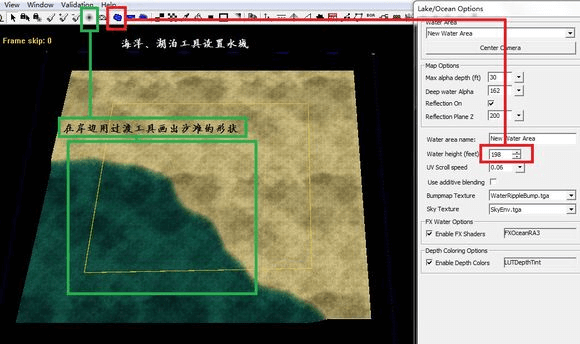 View Window Validation Help
Lake/Ocean Options
Frame skip: 0
海洋、湖泊工具设置水域
在岸边用过渡工具画出沙滩的形状
Water Area
New Water Area
Center Camera
Map Options
Max alpha depth (ft) 30
Deep water Alpha 162
Reflection On
Reflection Plane Z 200
Water area name: New Water Area
Water height (feet) 198
UV Scroll speed 0.06
Use additive blending
Bumpmap Texture WaterRippleBump.tga
Sky Texture SkyEnv.tga
FX Water Options
Enable FX Shaders FXOceanRA3
Depth Coloring Options
Enable Depth Colors LUTDepthTint